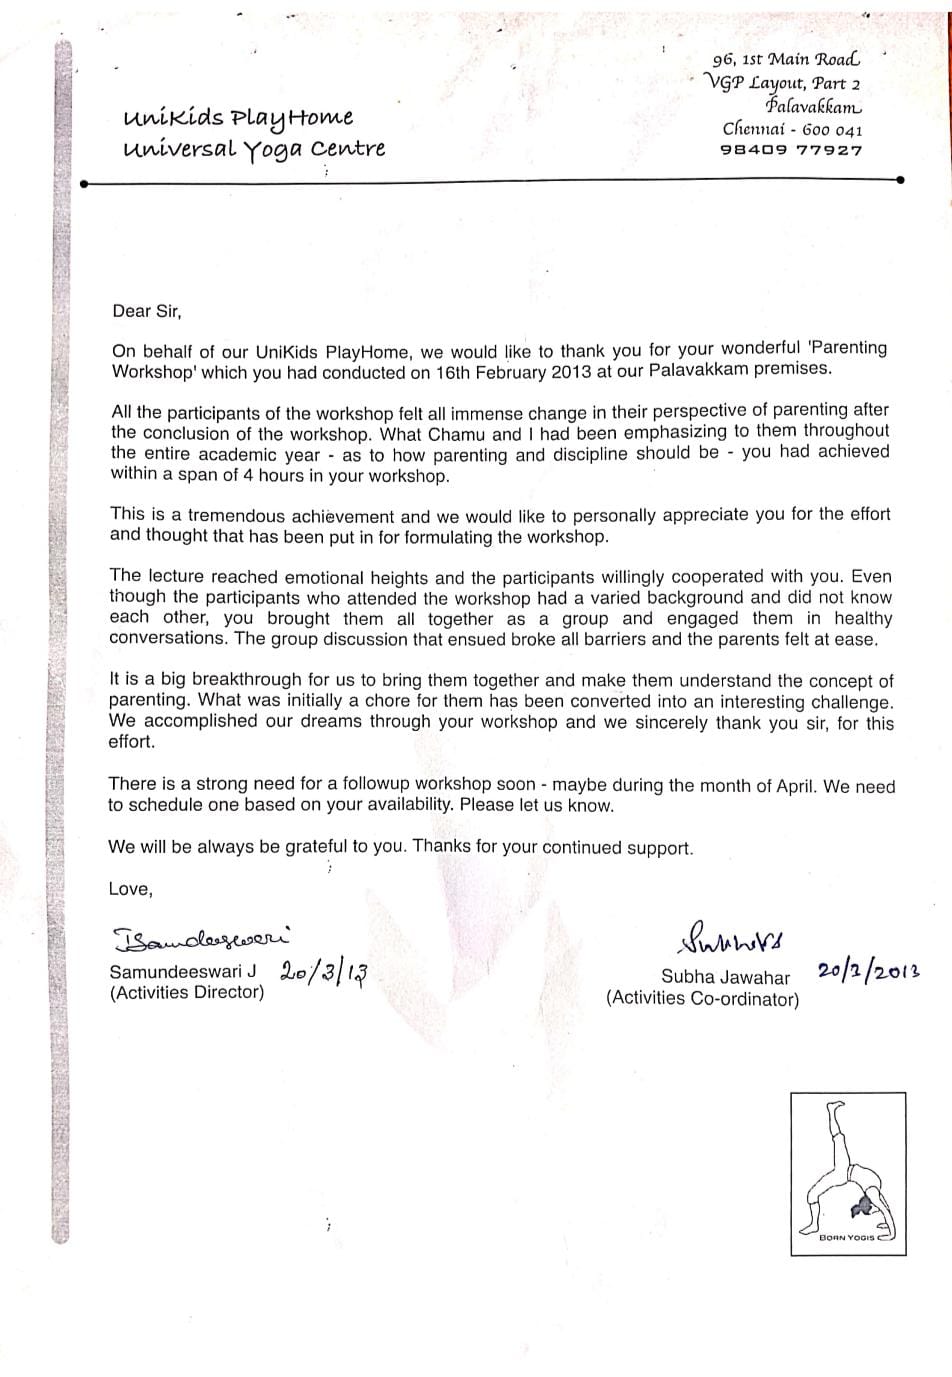 96, 1st Main Road
VGP Layout, Part 2
Palavakkam
Chennai - 600 041
98409 77927
UniKids PlayHome
Universal Yoga Centre
Dear Sir,
On behalf of our UniKids PlayHome, we would like to thank you for your wonderful 'Parenting
Workshop' which you had conducted on 16th February 2013 at our Palavakkam premises.
All the participants of the workshop felt all immense change in their perspective of parenting after
the conclusion of the workshop. What Chamu and I had been emphasizing to them throughout
the entire academic year - as to how parenting and discipline should be - you had achieved
within a span of 4 hours in your workshop.
This is a tremendous achievement and we would like to personally appreciate you for the effort
and thought that has been put in for formulating the workshop.
The lecture reached emotional heights and the participants willingly cooperated with you. Even
though the participants who attended the workshop had a varied background and did not know
each other, you brought them all together as a group and engaged them in healthy
conversations. The group discussion that ensued broke all barriers and the parents felt at ease.
It is a big breakthrough for us to bring them together and make them understand the concept of
parenting. What was initially a chore for them has been converted into an interesting challenge.
We accomplished our dreams through your workshop and we sincerely thank you sir, for this
effort.
There is a strong need for a followup workshop soon - maybe during the month of April. We need
to schedule one based on your availability. Please let us know.
We will be always be grateful to you. Thanks for your continued support.
Love,
Samundeeswari J 20/3/13
(Activities Director)
Subha Jawahar
(Activities Co-ordinator)
BORN YOGIS